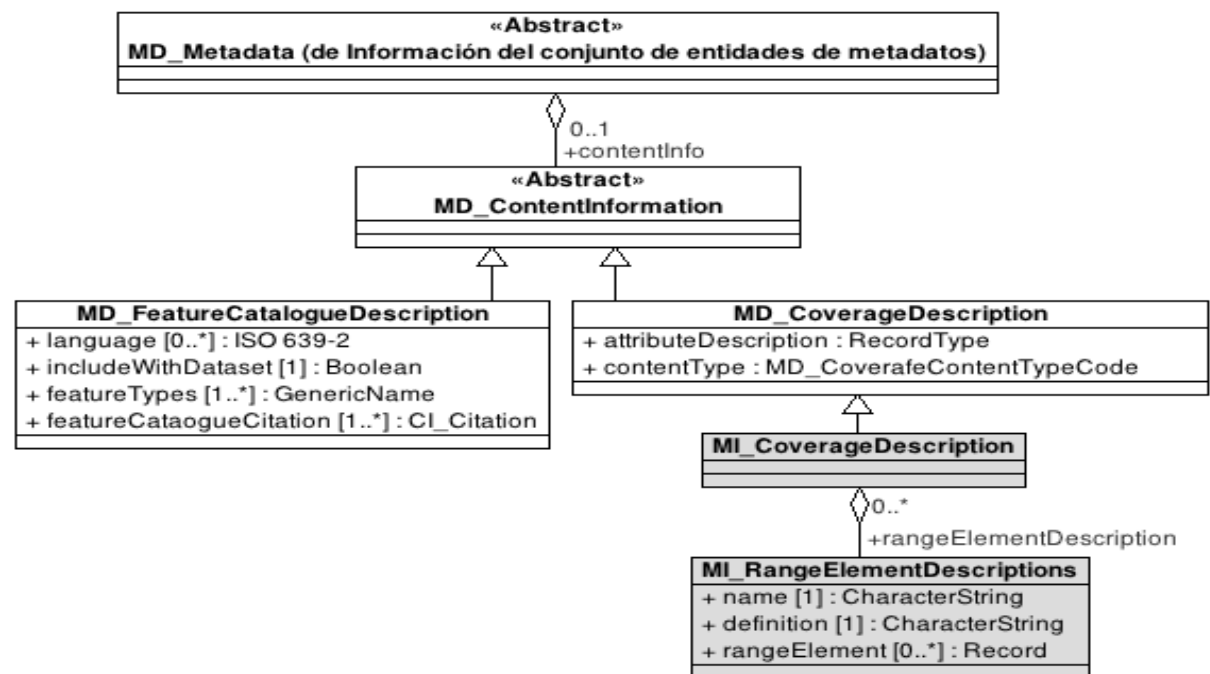 «Abstract»
MD_Metadata (de Información del conjunto de entidades de metadatos)
0..1
+contentInfo
«Abstract»
MD_ContentInformation
MD_FeatureCatalogueDescription
+ language [0..*] : ISO 639-2
+ includeWithDataset [1] : Boolean
+ featureTypes [1..*] : GenericName
+ featureCataogueCitation [1..*] : CI_Citation
MD_CoverageDescription
+ attributeDescription : RecordType
+ contentType : MD_CoverafeContentTypeCode
MI_CoverageDescription
0..*
+rangeElementDescription
MI_RangeElementDescriptions
+ name [1] : CharacterString
+ definition [1] : CharacterString
+ rangeElement [0..*] : Record